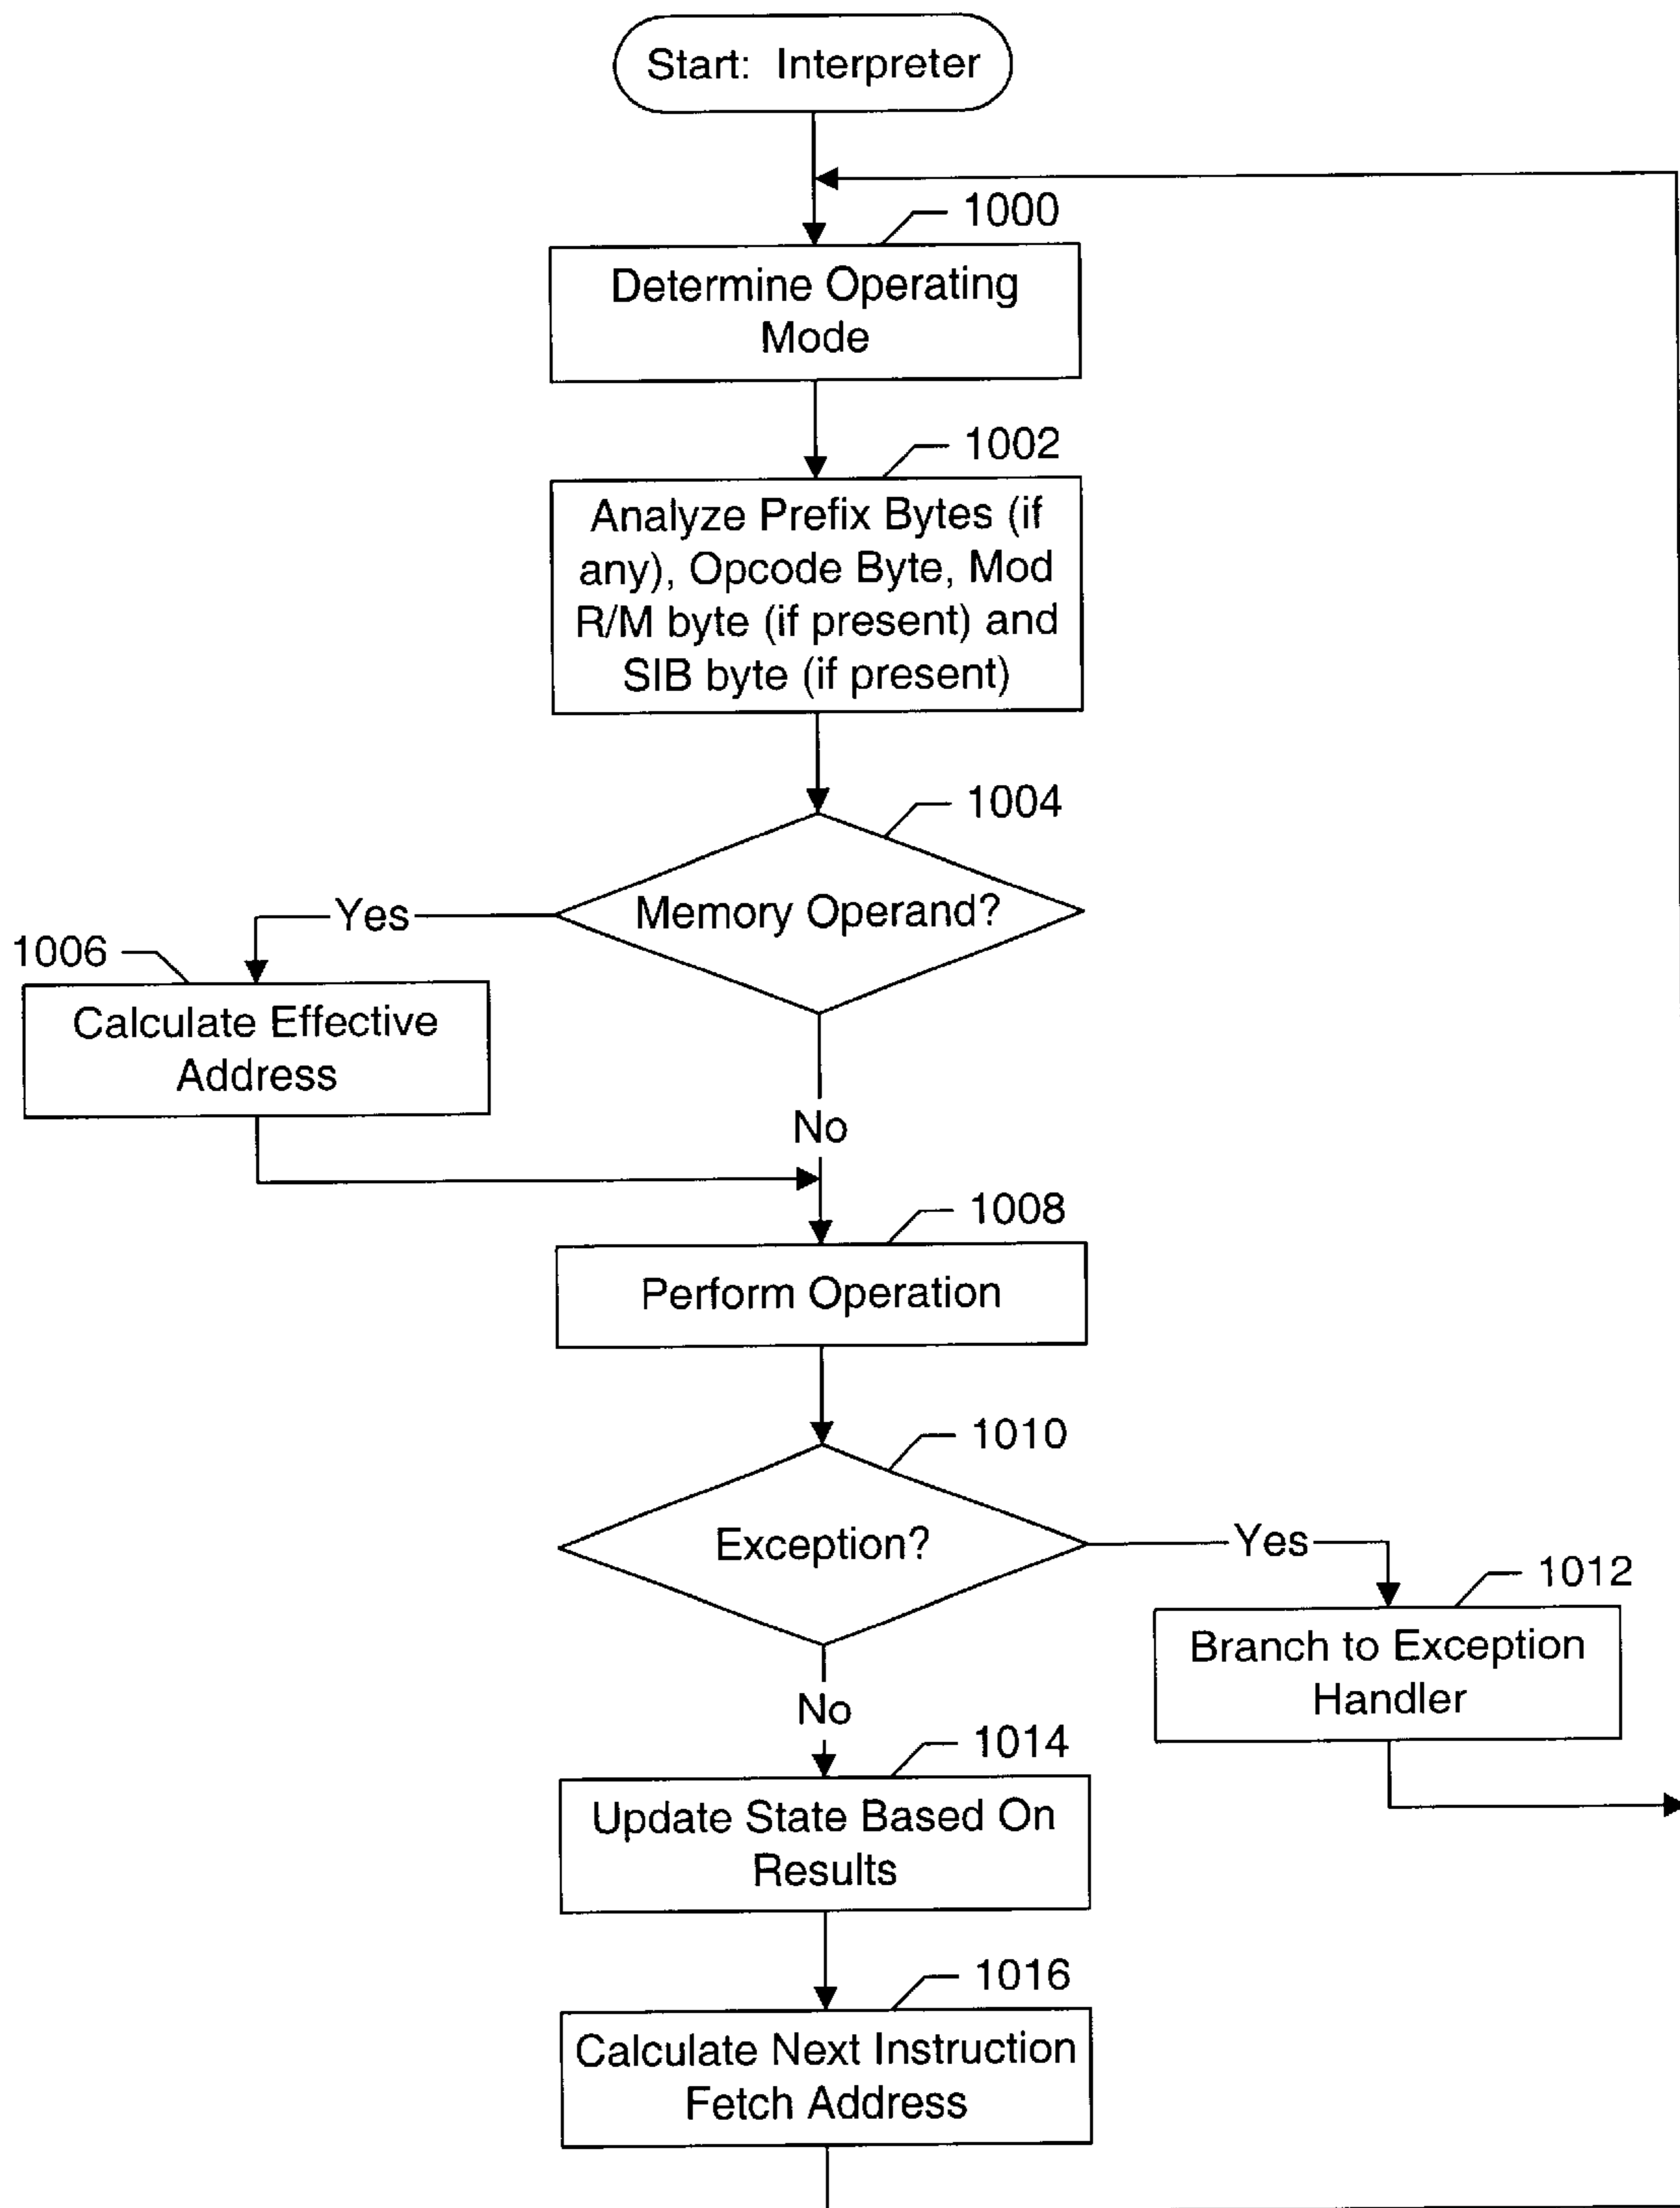 Start: Interpreter
1000
Determine Operating
Mode
1002
Analyze Prefix Bytes (if
any), Opcode Byte, Mod
R/M byte (if present) and
SIB byte (if present)
1004
Memory Operand?
Yes
1006
Calculate Effective
Address
No
1008
Perform Operation
1010
Exception?
Yes
1012
Branch to Exception
Handler
No
1014
Update State Based On
Results
1016
Calculate Next Instruction
Fetch Address